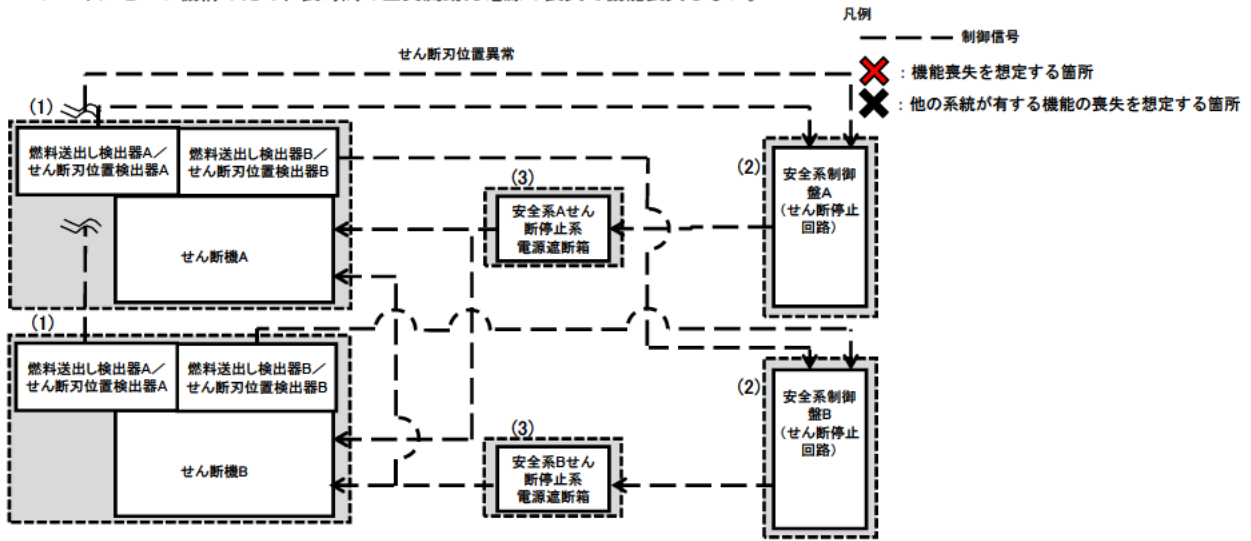 凡例
制御信号
：機能喪失を想定する箇所
：他の系統が有する機能の喪失を想定する箇所
せん断刃位置異常
(1)
燃料送出し検出器A／
せん断刃位置検出器A
燃料送出し検出器B／
せん断刃位置検出器B
せん断機A
(3)
安全系Aせん
断停止系
電源遮断箱
(2)
安全系制御
盤A
(せん断停止
回路)
(1)
燃料送出し検出器A／
せん断刃位置検出器A
燃料送出し検出器B／
せん断刃位置検出器B
せん断機B
(3)
安全系Bせん
断停止系
電源遮断箱
(2)
安全系制御
盤B
(せん断停止
回路)